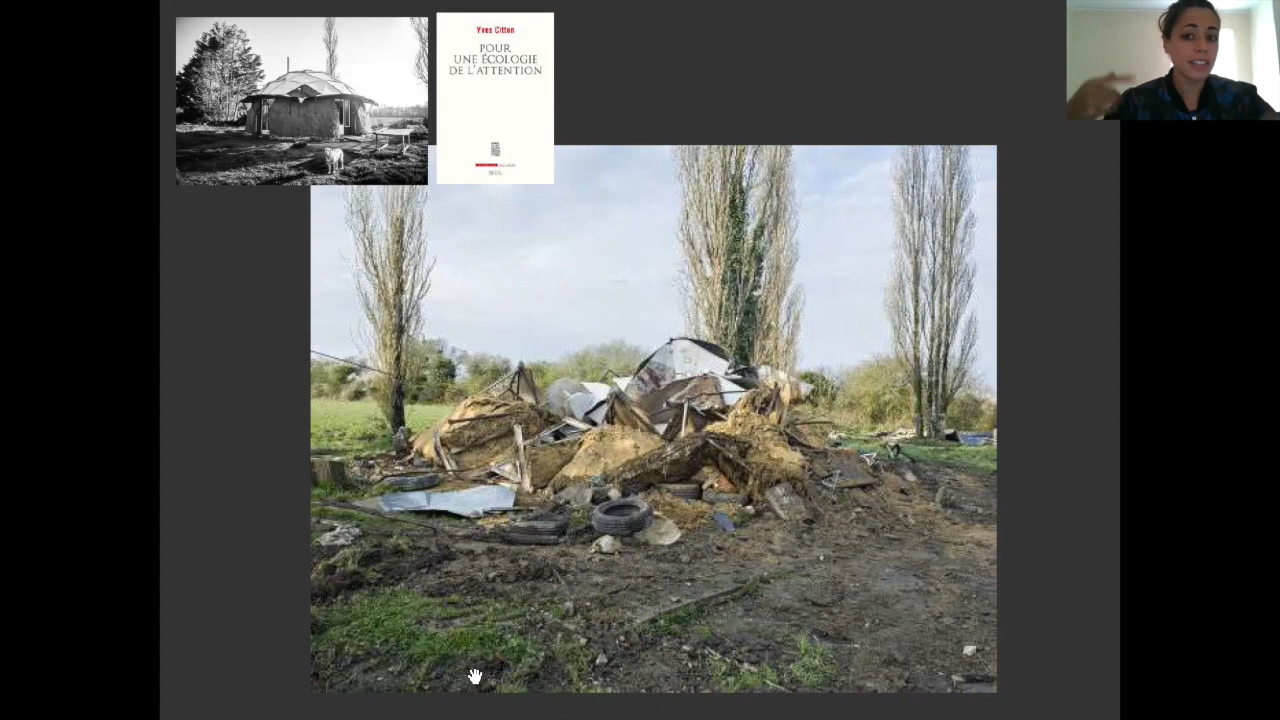 Yves Citton
POUR
UNE ÉCOLOGIE
DE L'ATTENTION
SEUIL